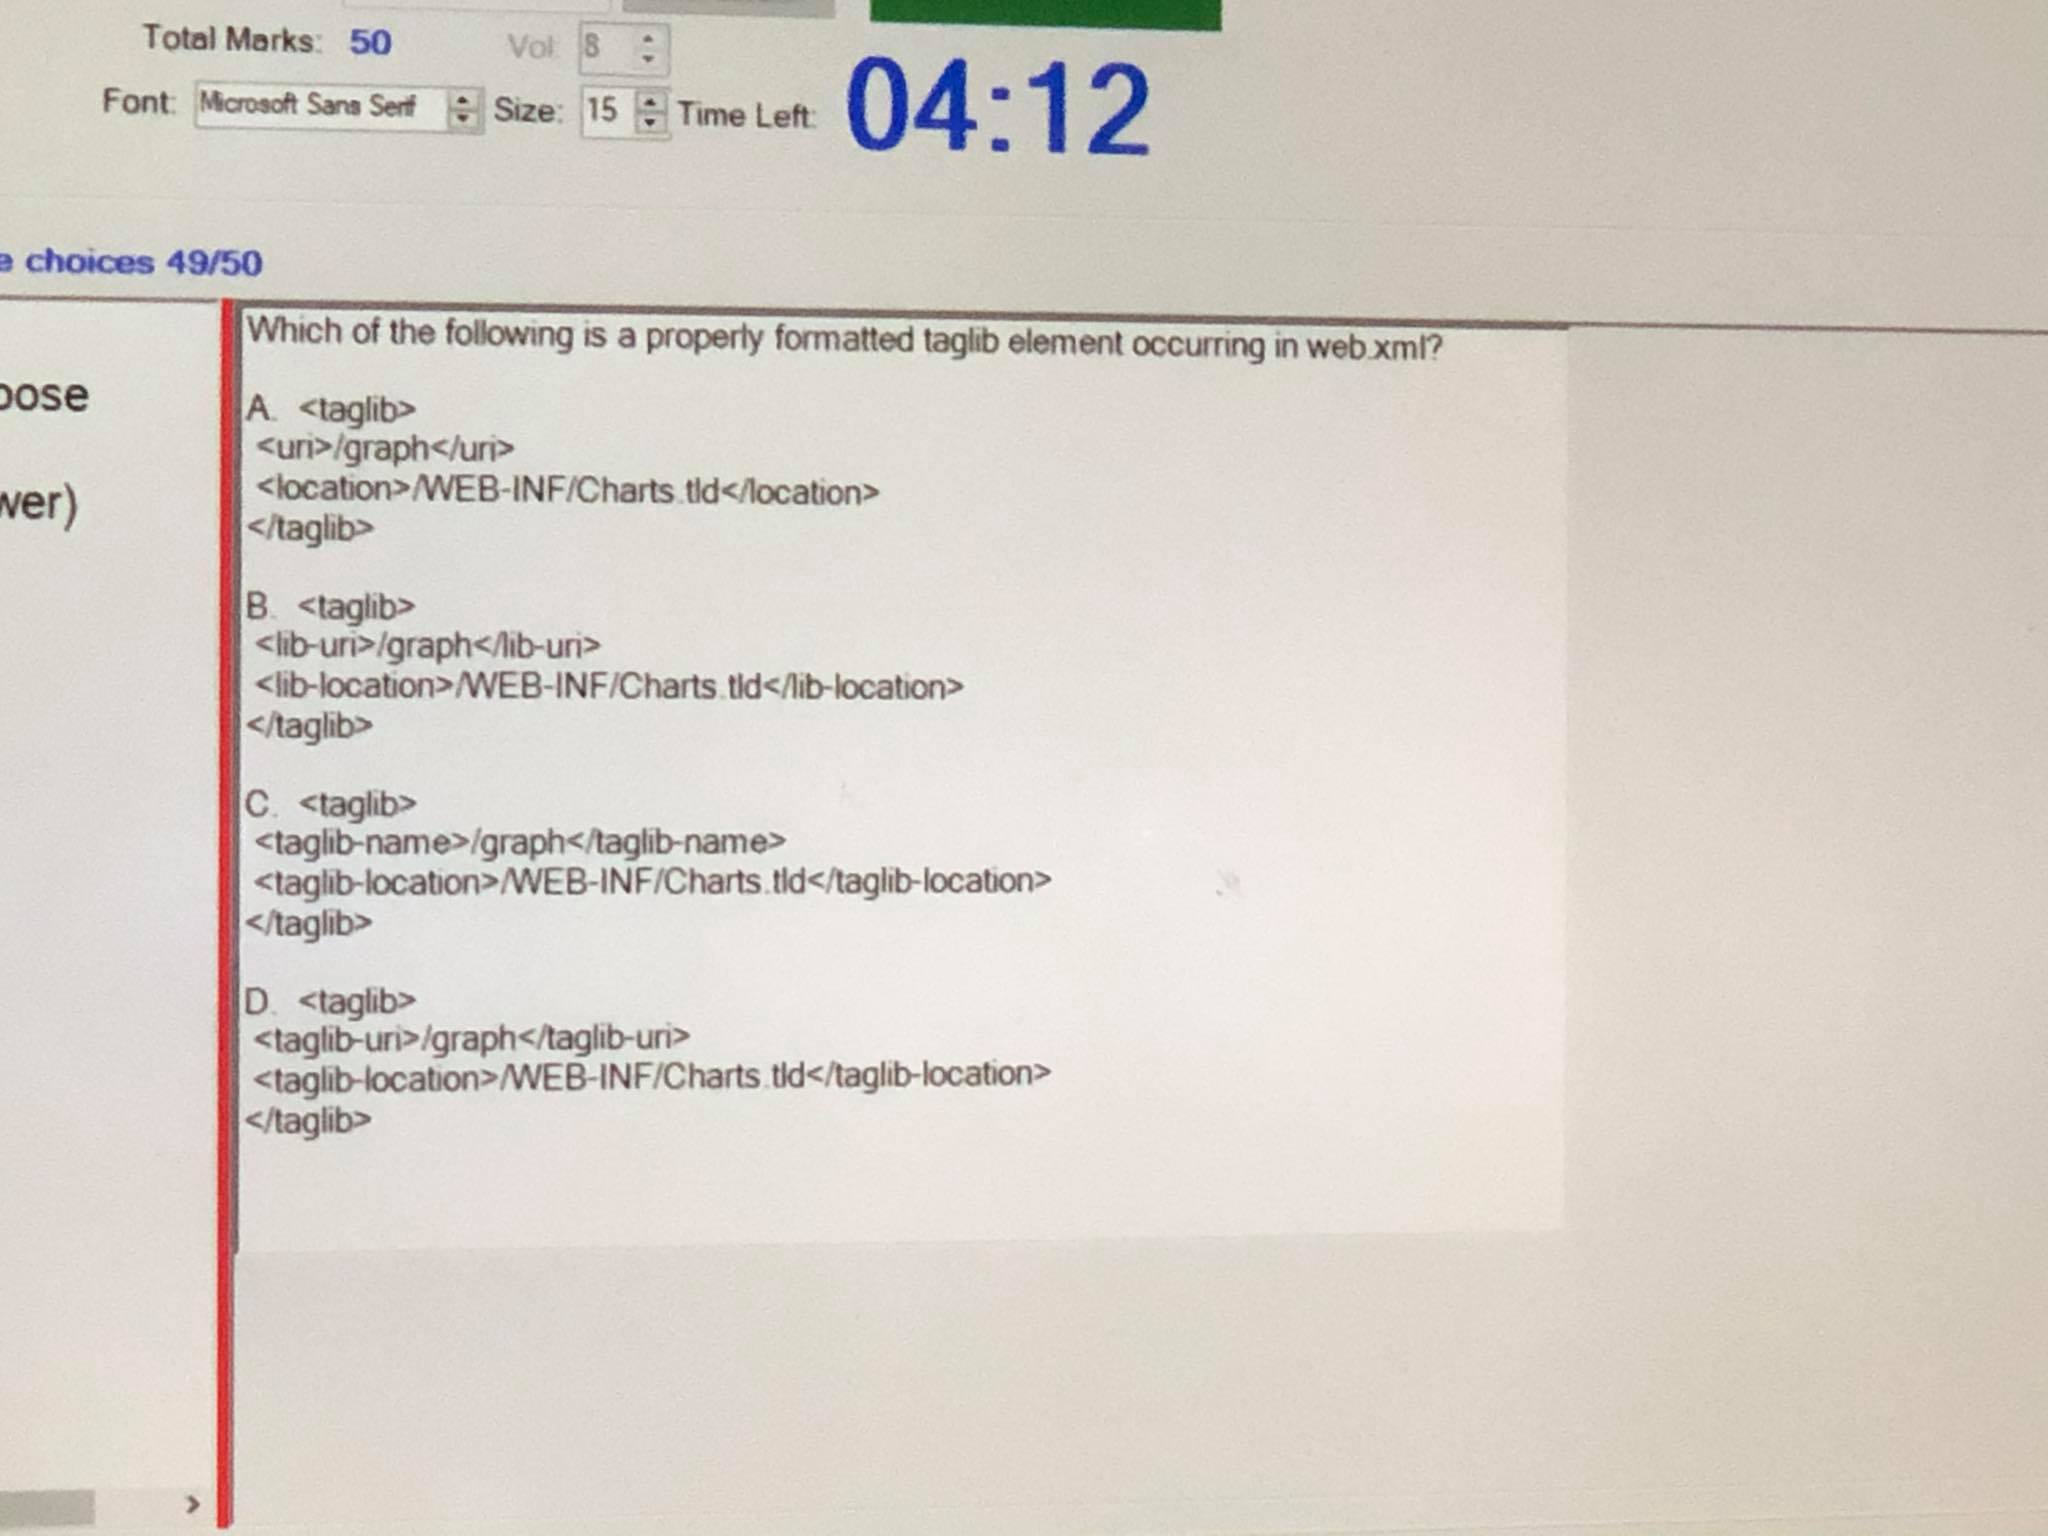 Total Marks: 50 Vol: 8
Font: Microsoft Sans Serif Size: 15 Time Left: 04:12
choices 49/50
Which of the following is a properly formatted taglib element occurring in web.xml?
A. <taglib>
<uri>/graph</uri>
<location>/WEB-INF/Charts.tld</location>
</taglib>
B. <taglib>
<lib-uri>/graph</lib-uri>
<lib-location>/WEB-INF/Charts.tld</lib-location>
</taglib>
C. <taglib>
<taglib-name>/graph</taglib-name>
<taglib-location>/WEB-INF/Charts.tld</taglib-location>
</taglib>
D. <taglib>
<taglib-uri>/graph</taglib-uri>
<taglib-location>/WEB-INF/Charts.tld</taglib-location>
</taglib>